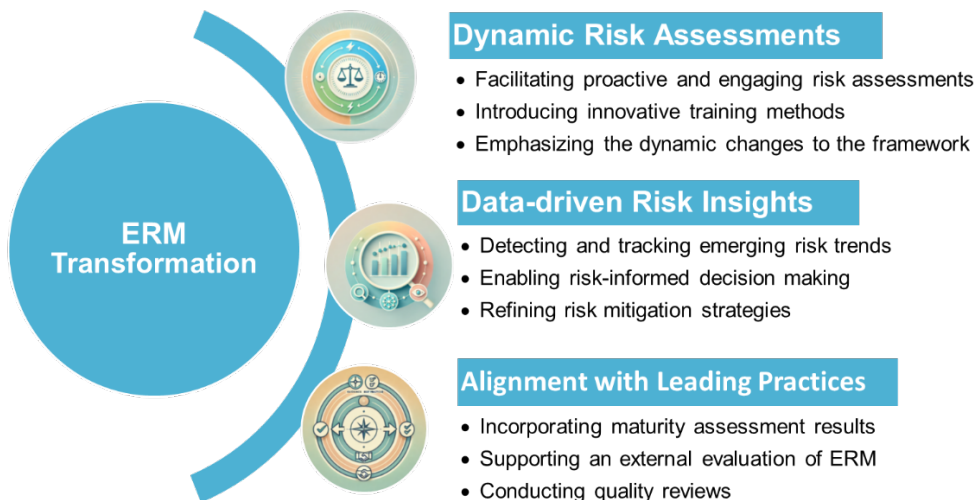 Dynamic Risk Assessments
• Facilitating proactive and engaging risk assessments
• Introducing innovative training methods
• Emphasizing the dynamic changes to the framework
ERM
Transformation
Data-driven Risk Insights
• Detecting and tracking emerging risk trends
• Enabling risk-informed decision making
• Refining risk mitigation strategies
Alignment with Leading Practices
• Incorporating maturity assessment results
• Supporting an external evaluation of ERM
• Conducting quality reviews